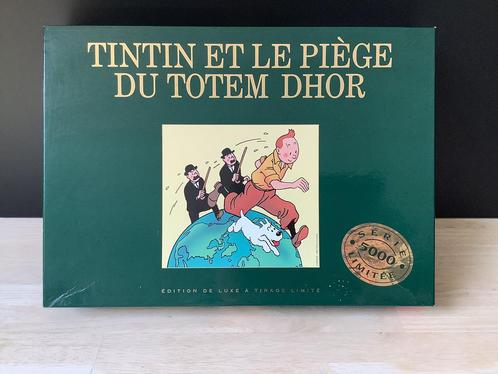 TINTIN ET LE PIÈGE
DU TOTEM DHOR
SÉRIE
5000
LIMITÉE
ÉDITION DE LUXE À TIRAGE LIMITÉ